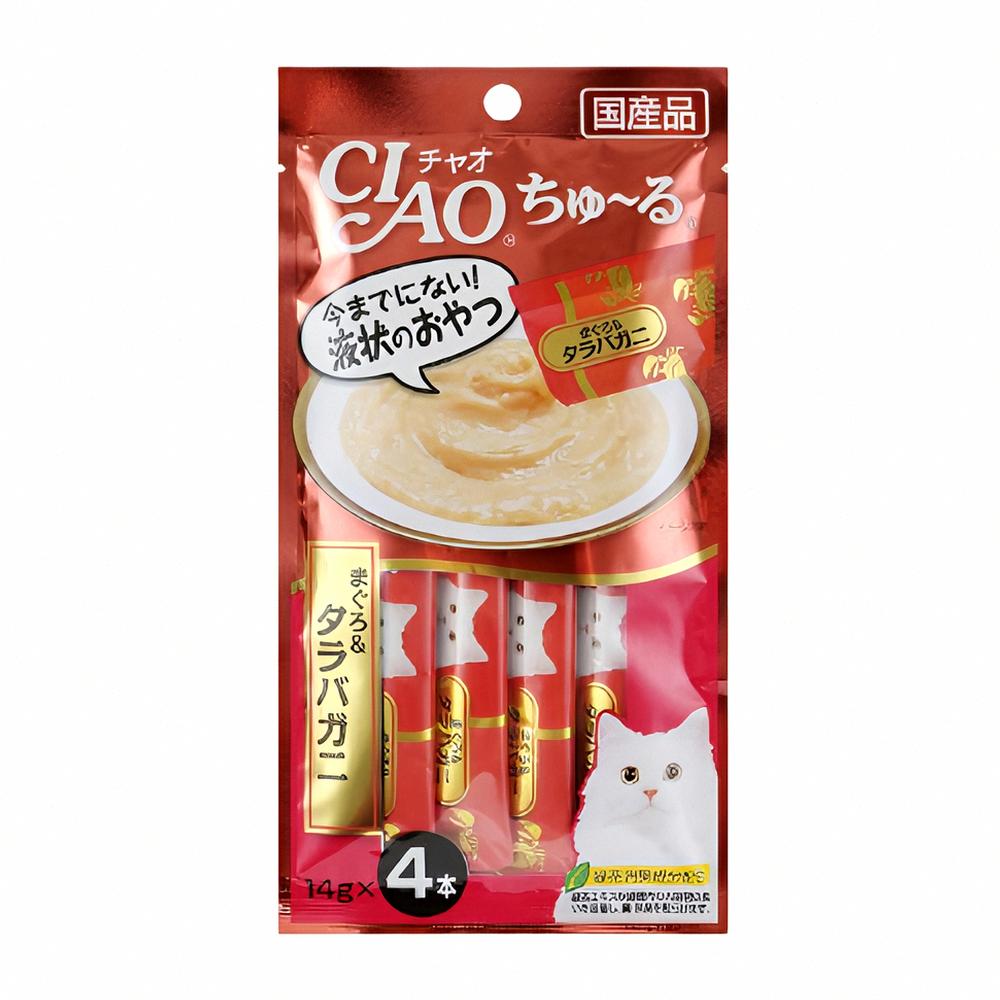 国産品
CIAO
チャオ
ちゅ～る
今までにない!
液状のおやつ
まぐろ&
タラバガニ
まぐろ&
タラバガニ
14g×4本